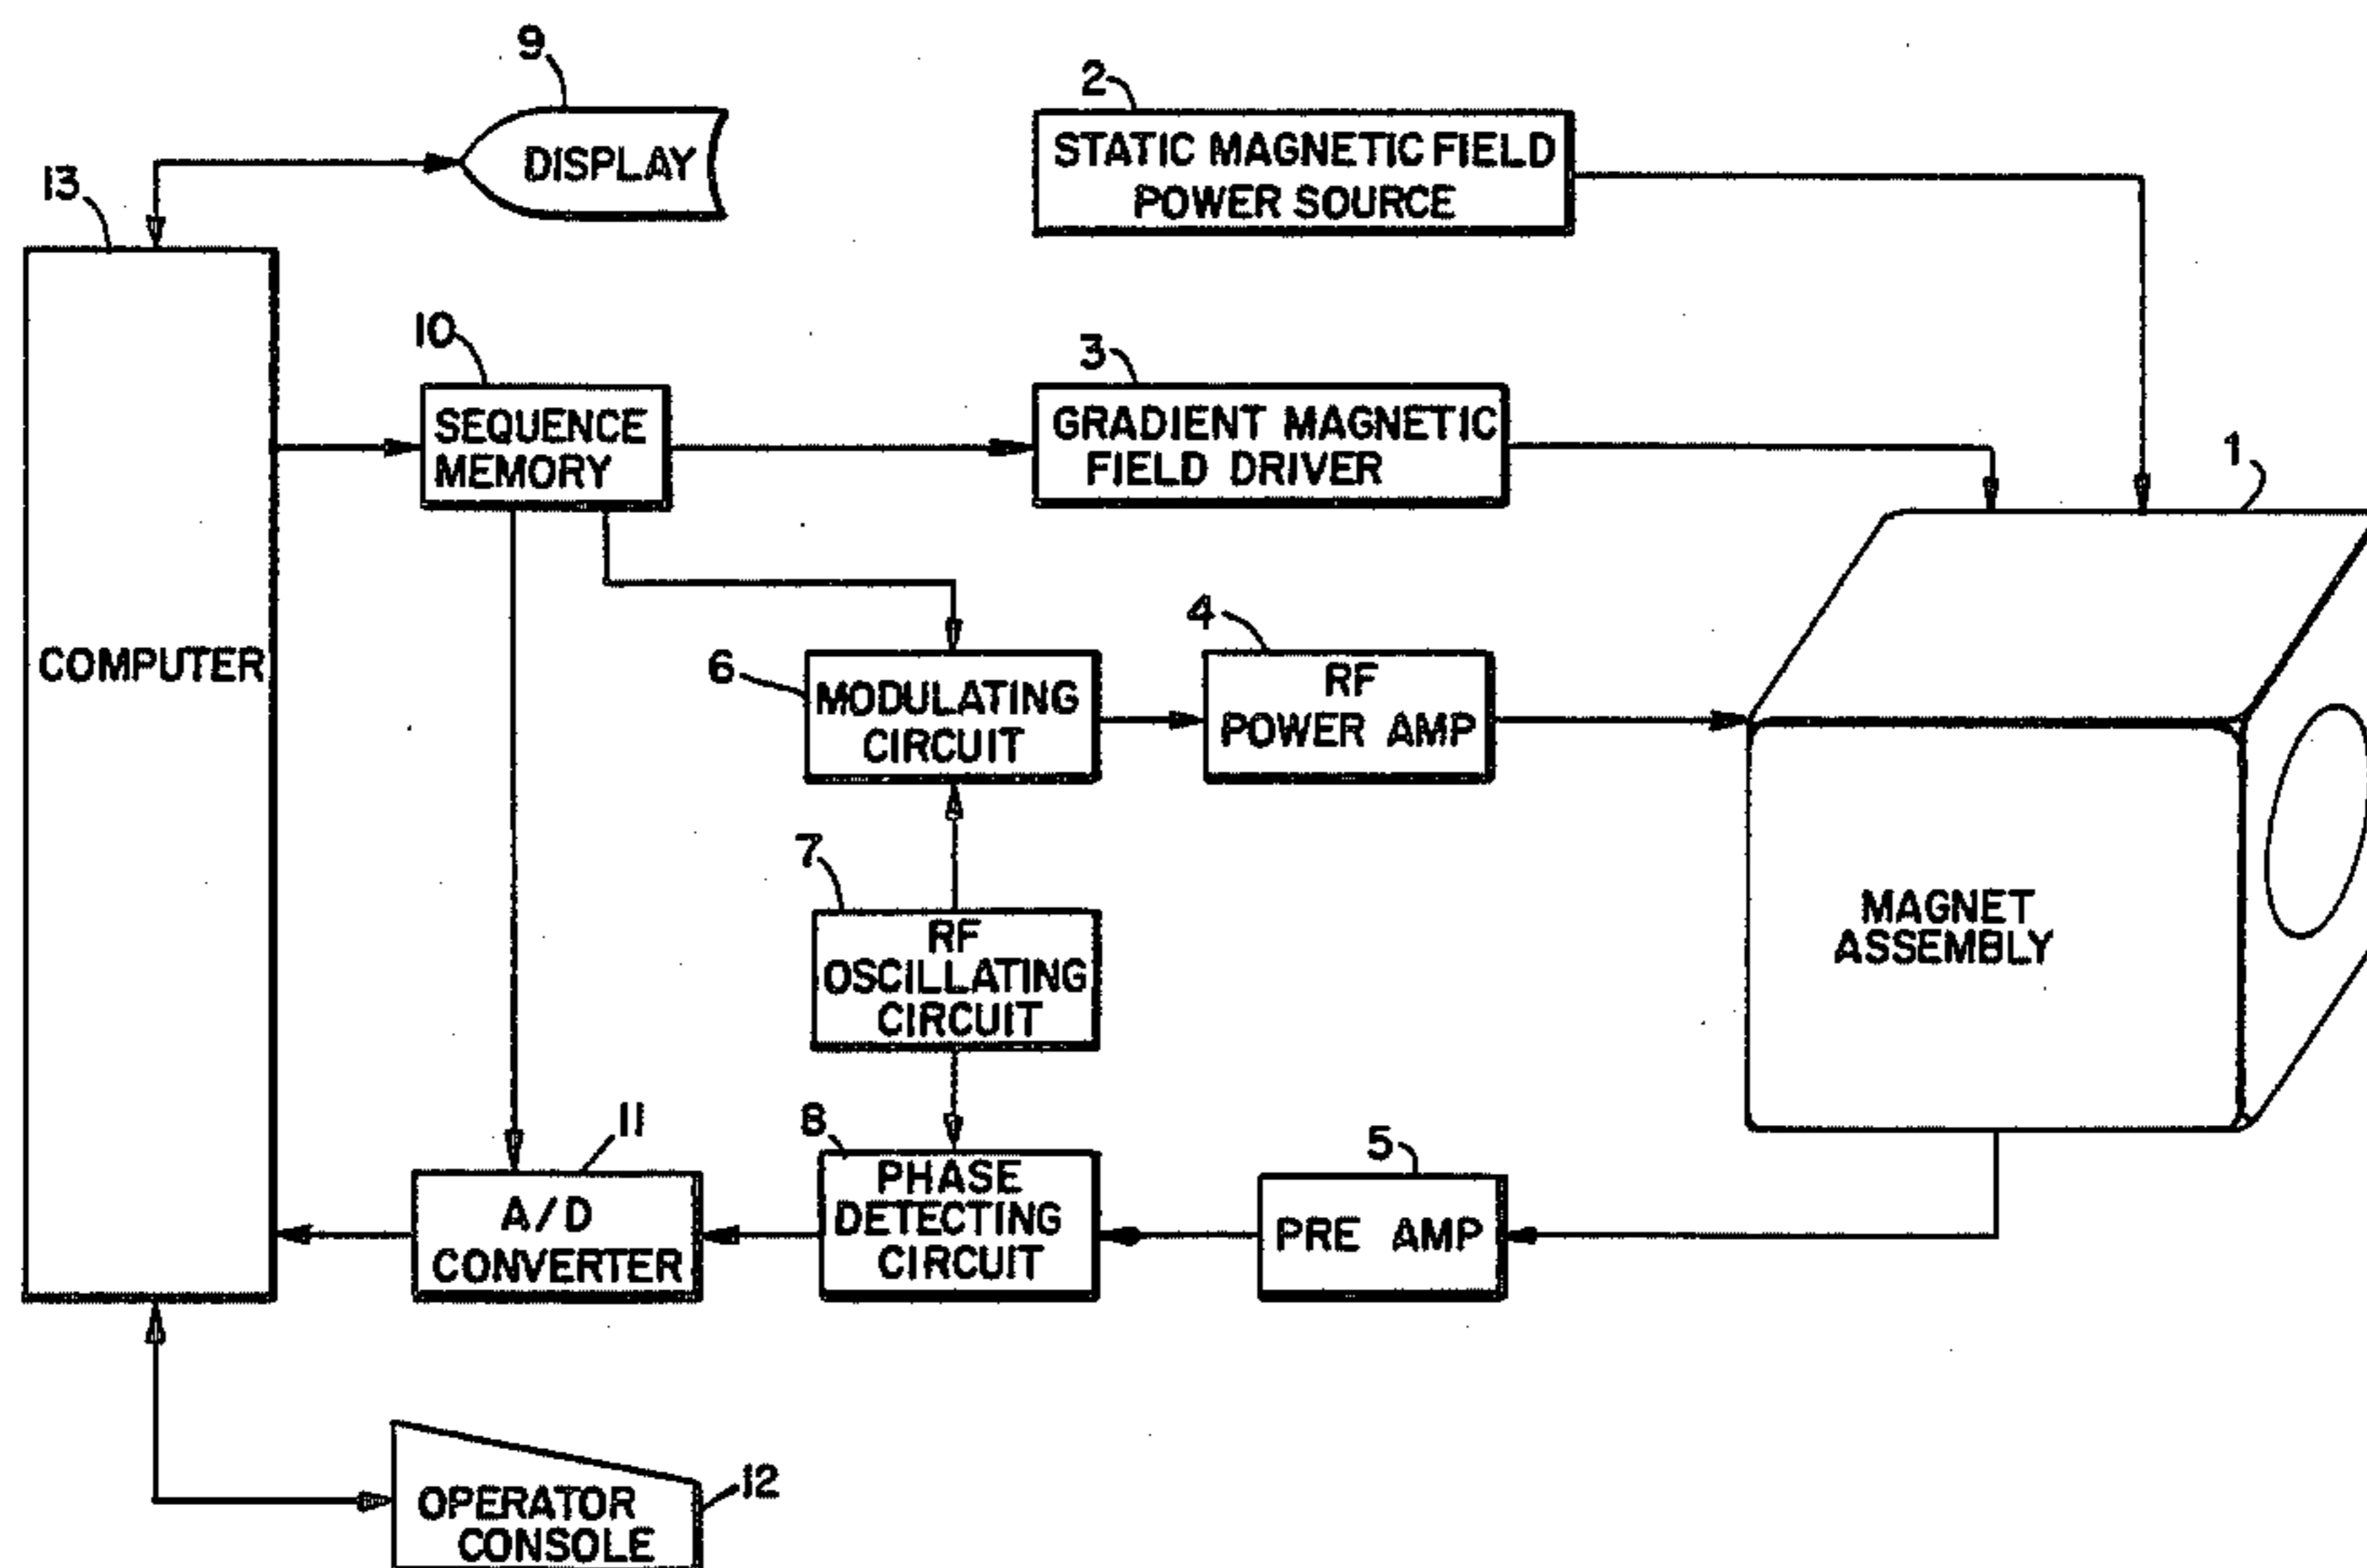 9
DISPLAY
2
STATIC MAGNETIC FIELD
POWER SOURCE
13
COMPUTER
10
SEQUENCE
MEMORY
3
GRADIENT MAGNETIC
FIELD DRIVER
1
MAGNET
ASSEMBLY
6
MODULATING
CIRCUIT
4
RF
POWER AMP
7
RF
OSCILLATING
CIRCUIT
11
A/D
CONVERTER
8
PHASE
DETECTING
CIRCUIT
5
PRE AMP
12
OPERATOR
CONSOLE